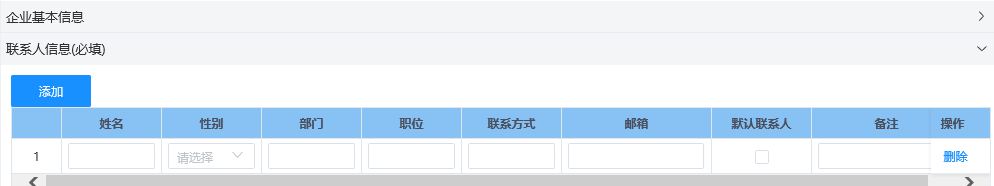 企业基本信息
联系人信息(必填)
添加
姓名 性别 部门 职位 联系方式 邮箱 默认联系人 备注 操作
1 请选择 删除